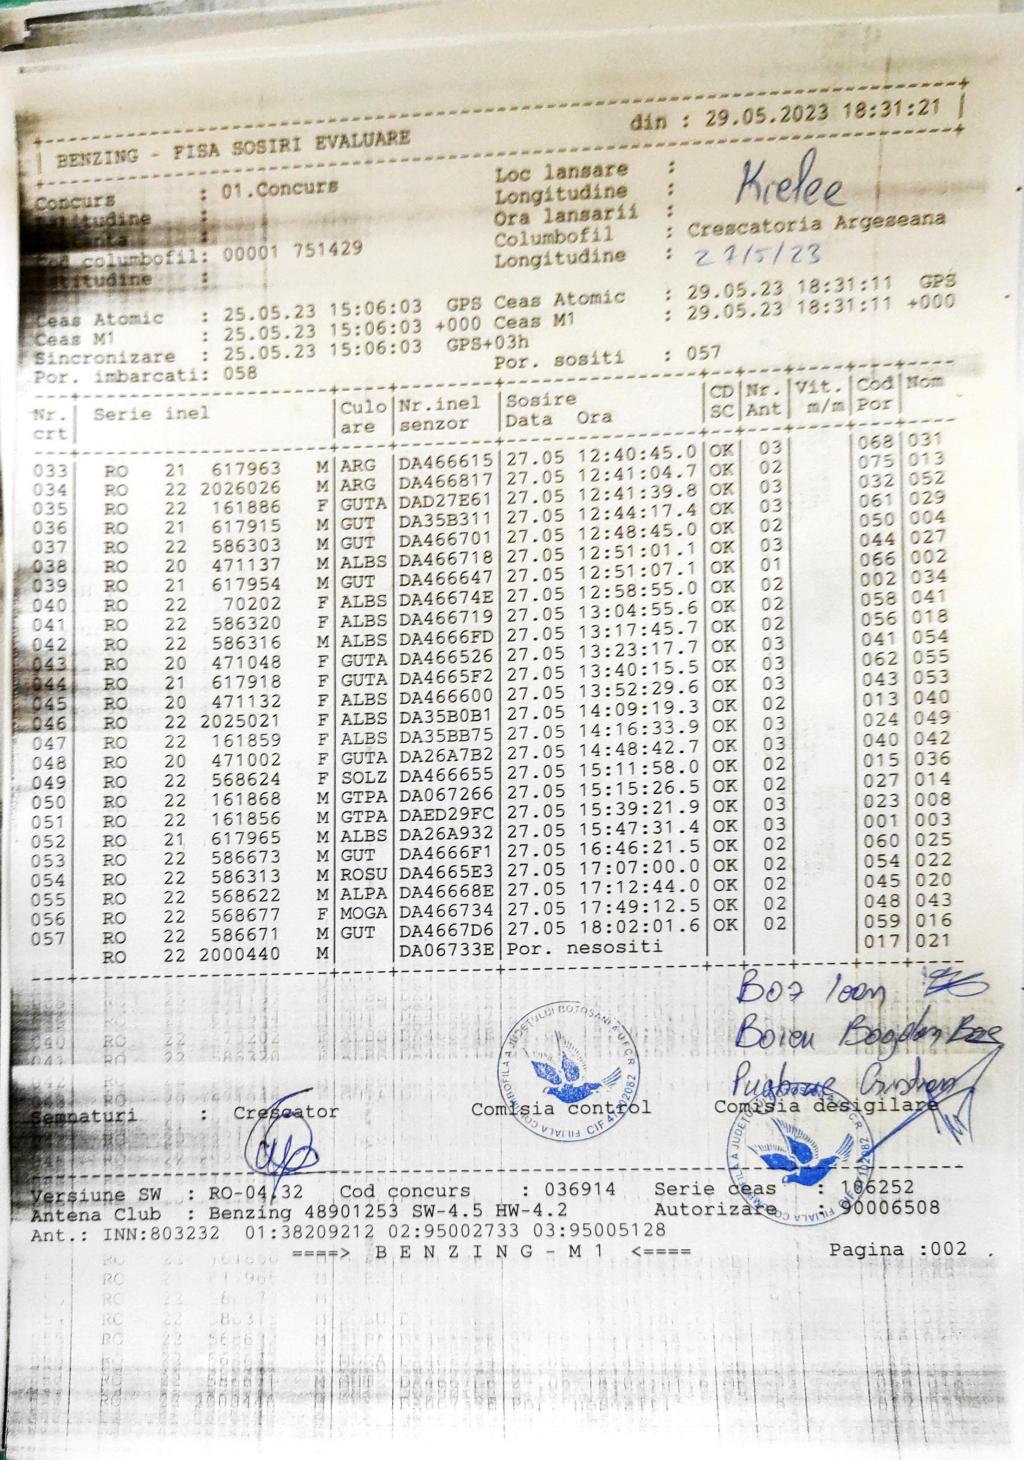 din : 29.05.2023 18:31:21
BENZING - FISA SOSIRI EVALUARE
Concurs : 01.Concurs
Loc lansare :
Longitudine :
Ora lansarii :
Columbofil : Crescatoria Argeseana
Longitudine : 27/5/23
Cod columbofil: 00001 751429
Ceas Atomic : 25.05.23 15:06:03 GPS Ceas Atomic : 29.05.23 18:31:11 GPS
Ceas M1 : 25.05.23 15:06:03 +000 Ceas M1 : 29.05.23 18:31:11 +000
Sincronizare : 25.05.23 15:06:03 GPS+03h
Por. imbarcati: 058 Por. sositi : 057
Nr. crt Serie inel Culo are Nr.inel senzor Sosire Data Ora CD SC Nr. Ant Vit. m/m Cod Por Nom
033 RO 21 617963 M ARG DA466615 27.05 12:40:45.0 OK 03 068 031
034 RO 22 2026026 M ARG DA466817 27.05 12:41:04.7 OK 02 075 013
035 RO 22 161886 F GUTA DAD27E61 27.05 12:41:39.8 OK 03 032 052
036 RO 21 617915 M GUT DA35B311 27.05 12:44:17.4 OK 03 061 029
037 RO 22 586303 M GUT DA466701 27.05 12:48:45.0 OK 02 050 004
038 RO 20 471137 M ALBS DA466718 27.05 12:51:01.1 OK 03 044 027
039 RO 21 617954 M GUT DA466647 27.05 12:51:07.1 OK 01 066 002
040 RO 22 70202 F ALBS DA46674E 27.05 12:58:55.0 OK 02 002 034
041 RO 22 586320 F ALBS DA466719 27.05 13:04:55.6 OK 02 058 041
042 RO 22 586316 M ALBS DA4666FD 27.05 13:17:45.7 OK 02 056 018
043 RO 20 471048 F GUTA DA466526 27.05 13:23:17.7 OK 03 041 054
044 RO 21 617918 F GUTA DA4665F2 27.05 13:40:15.5 OK 03 062 055
045 RO 20 471132 F ALBS DA466600 27.05 13:52:29.6 OK 03 043 053
046 RO 22 2025021 F ALBS DA35B0B1 27.05 14:09:19.3 OK 02 013 040
047 RO 22 161859 F ALBS DA35BB75 27.05 14:16:33.9 OK 03 024 049
048 RO 20 471002 F GUTA DA26A7B2 27.05 14:48:42.7 OK 03 040 042
049 RO 22 568624 F SOLZ DA466655 27.05 15:11:58.0 OK 02 015 036
050 RO 22 161868 M GTPA DA067266 27.05 15:15:26.5 OK 02 027 014
051 RO 22 161856 M GTPA DAED29FC 27.05 15:39:21.9 OK 03 023 008
052 RO 21 617965 M ALBS DA26A932 27.05 15:47:31.4 OK 03 001 003
053 RO 22 586673 M GUT DA4666F1 27.05 16:46:21.5 OK 02 060 025
054 RO 22 586313 M ROSU DA4665E3 27.05 17:07:00.0 OK 02 054 022
055 RO 22 568622 M ALPA DA46668E 27.05 17:12:44.0 OK 02 045 020
056 RO 22 568677 F MOGA DA466734 27.05 17:49:12.5 OK 02 048 043
057 RO 22 586671 M GUT DA4667D6 27.05 18:02:01.6 OK 02 059 016
RO 22 2000440 M DA06733E Por. nesositi 017 021
Boz Ioan
Bogdan
Semnaturi : Crescator Comisia control Comisia desigilare
Versiune SW : RO-04.32 Cod concurs : 036914 Serie ceas : 106252
Antena Club : Benzing 48901253 SW-4.5 HW-4.2 Autorizare : 90006508
Ant.: INN:803232 01:38209212 02:95002733 03:95005128
====> B E N Z I N G - M 1 <==== Pagina :002